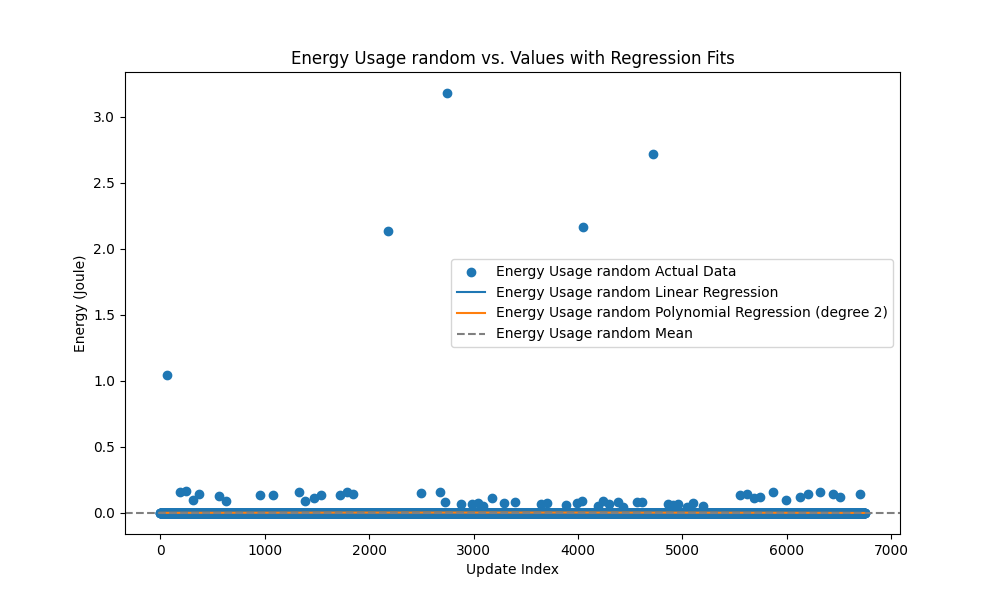 Energy Usage random vs. Values with Regression Fits
Energy (Joule)
3.0
2.5
2.0
1.5
1.0
0.5
0.0
Energy Usage random Actual Data
Energy Usage random Linear Regression
Energy Usage random Polynomial Regression (degree 2)
Energy Usage random Mean
0 1000 2000 3000 4000 5000 6000 7000
Update Index